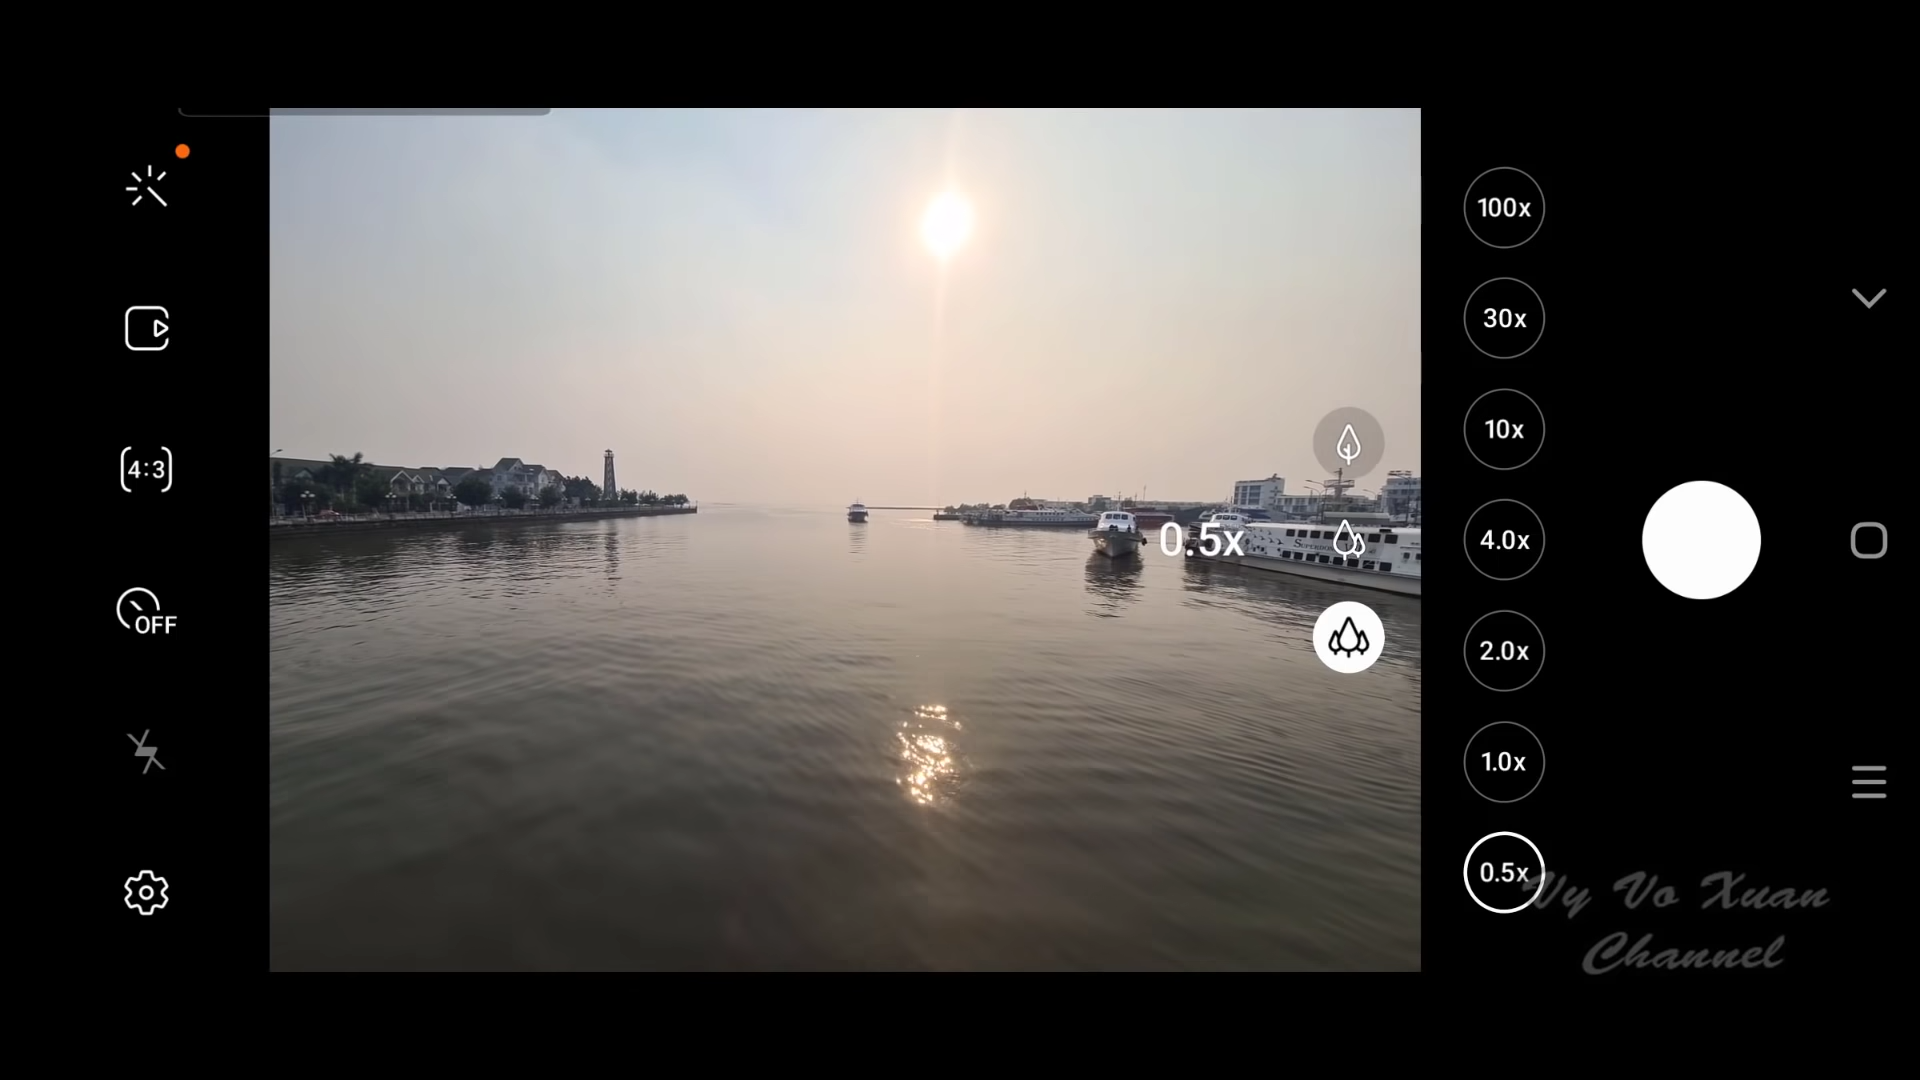 100x
30x
4:3
10x
0.5x
4.0x
OFF
2.0x
1.0x
0.5x
Vy Vo Xuan
Channel